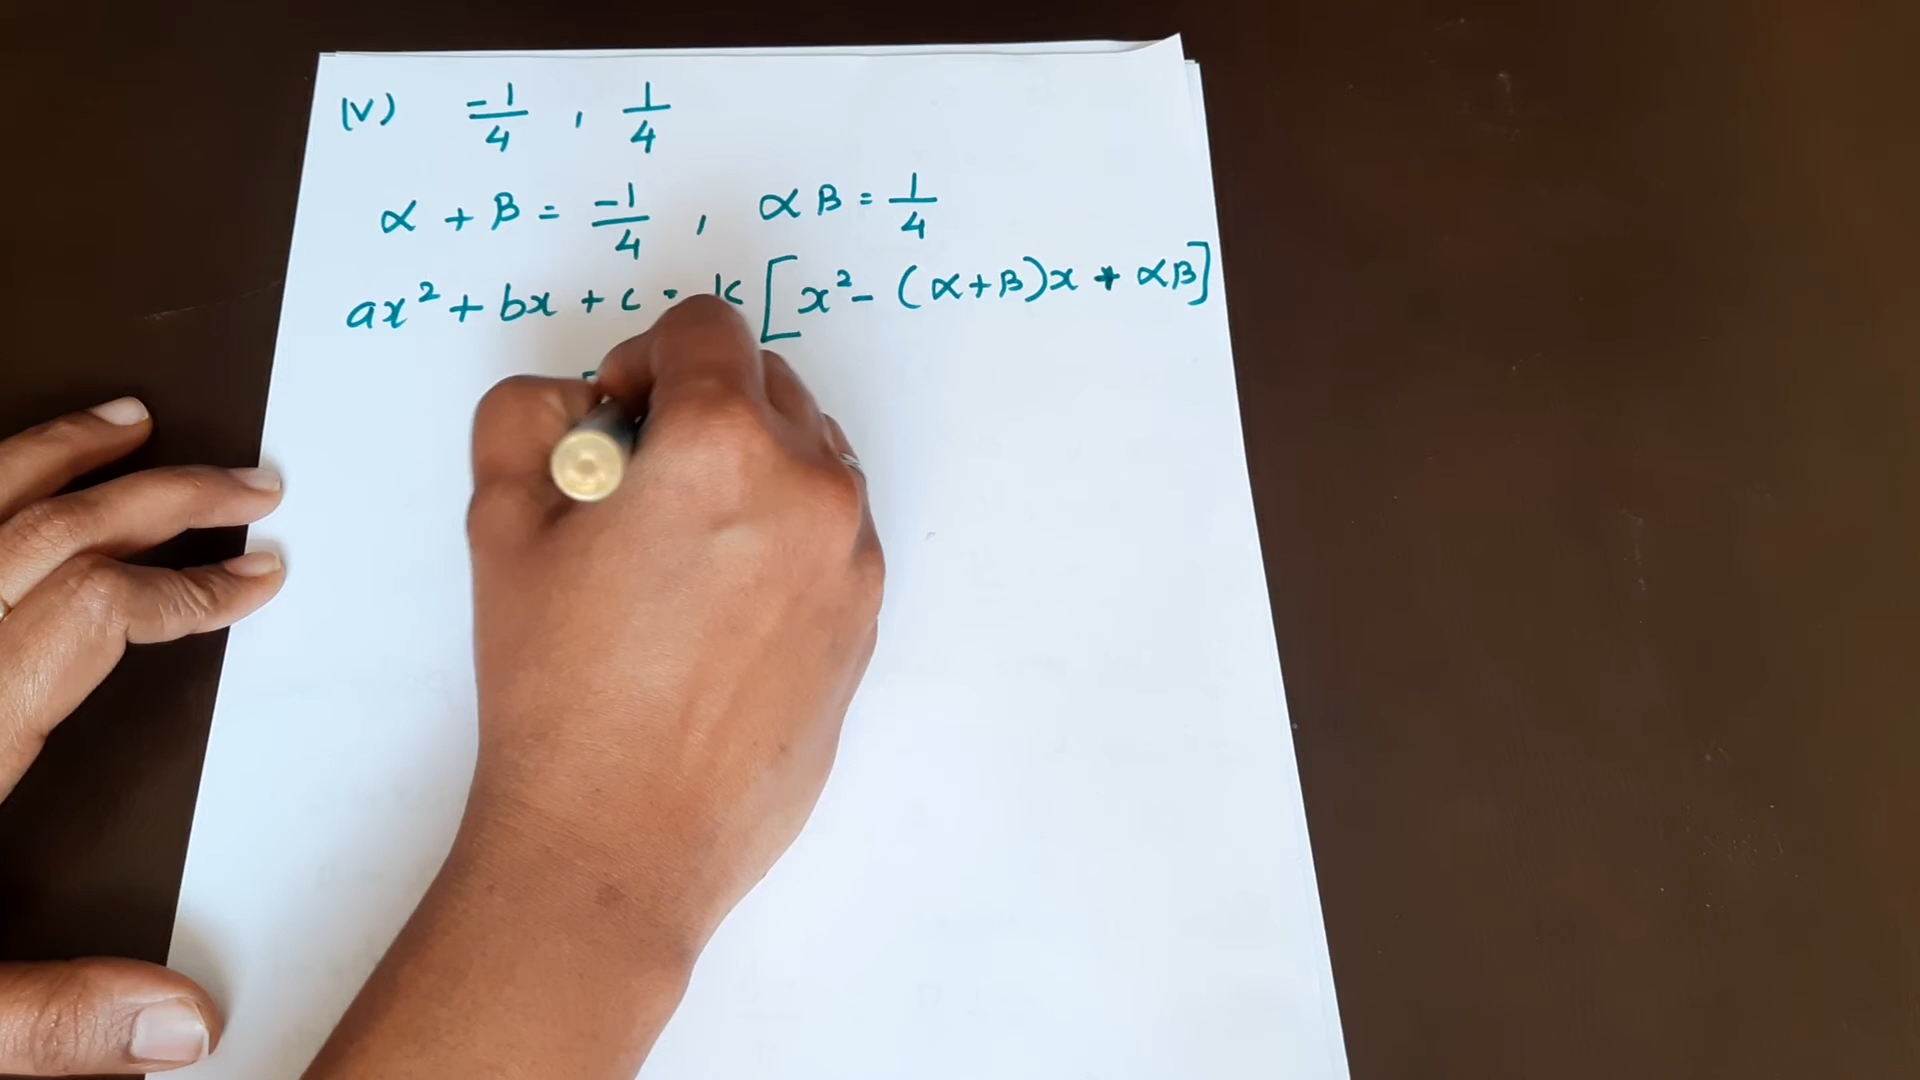 (V) -1/4 , 1/4
α + β = -1/4 , αβ = 1/4
ax² + bx + c = k [x² - (α+β)x + αβ]